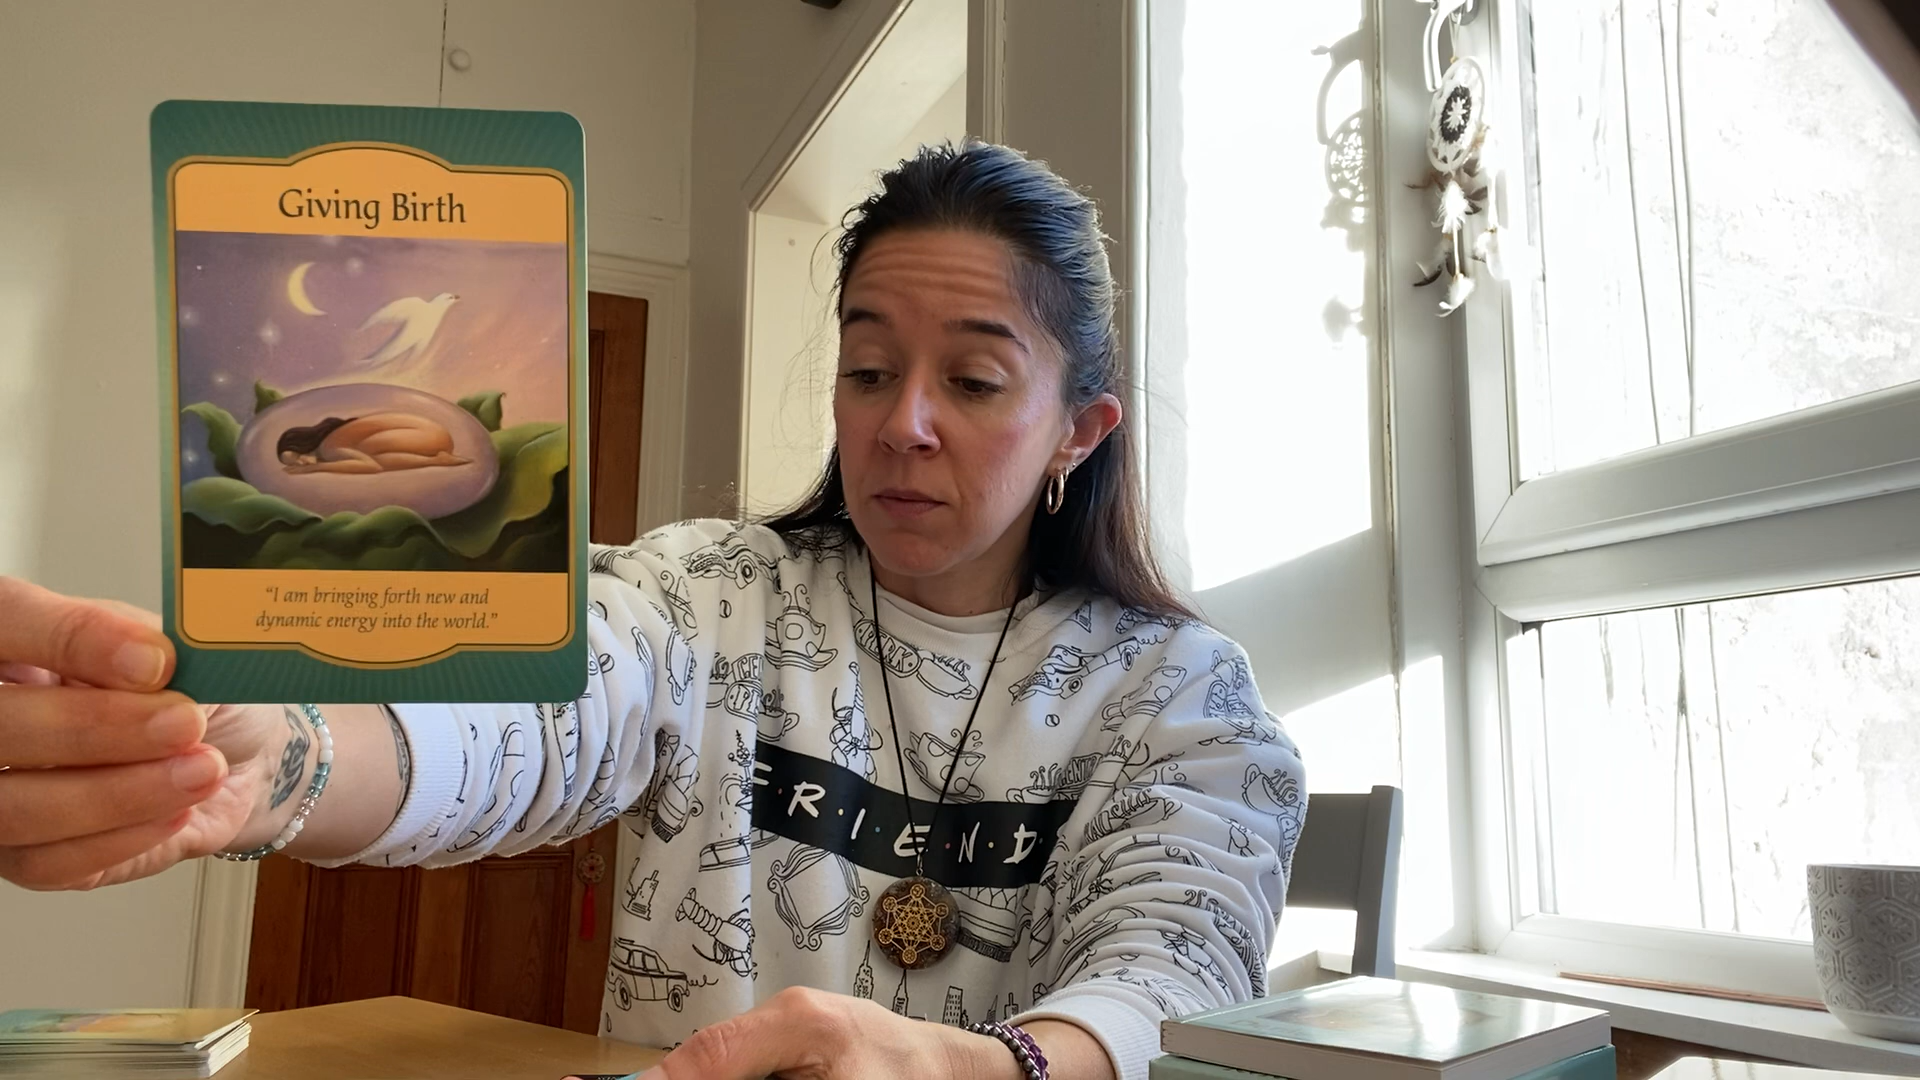 Giving Birth
“I am bringing forth new and
dynamic energy into the world.”
F·R·I·E·N·D